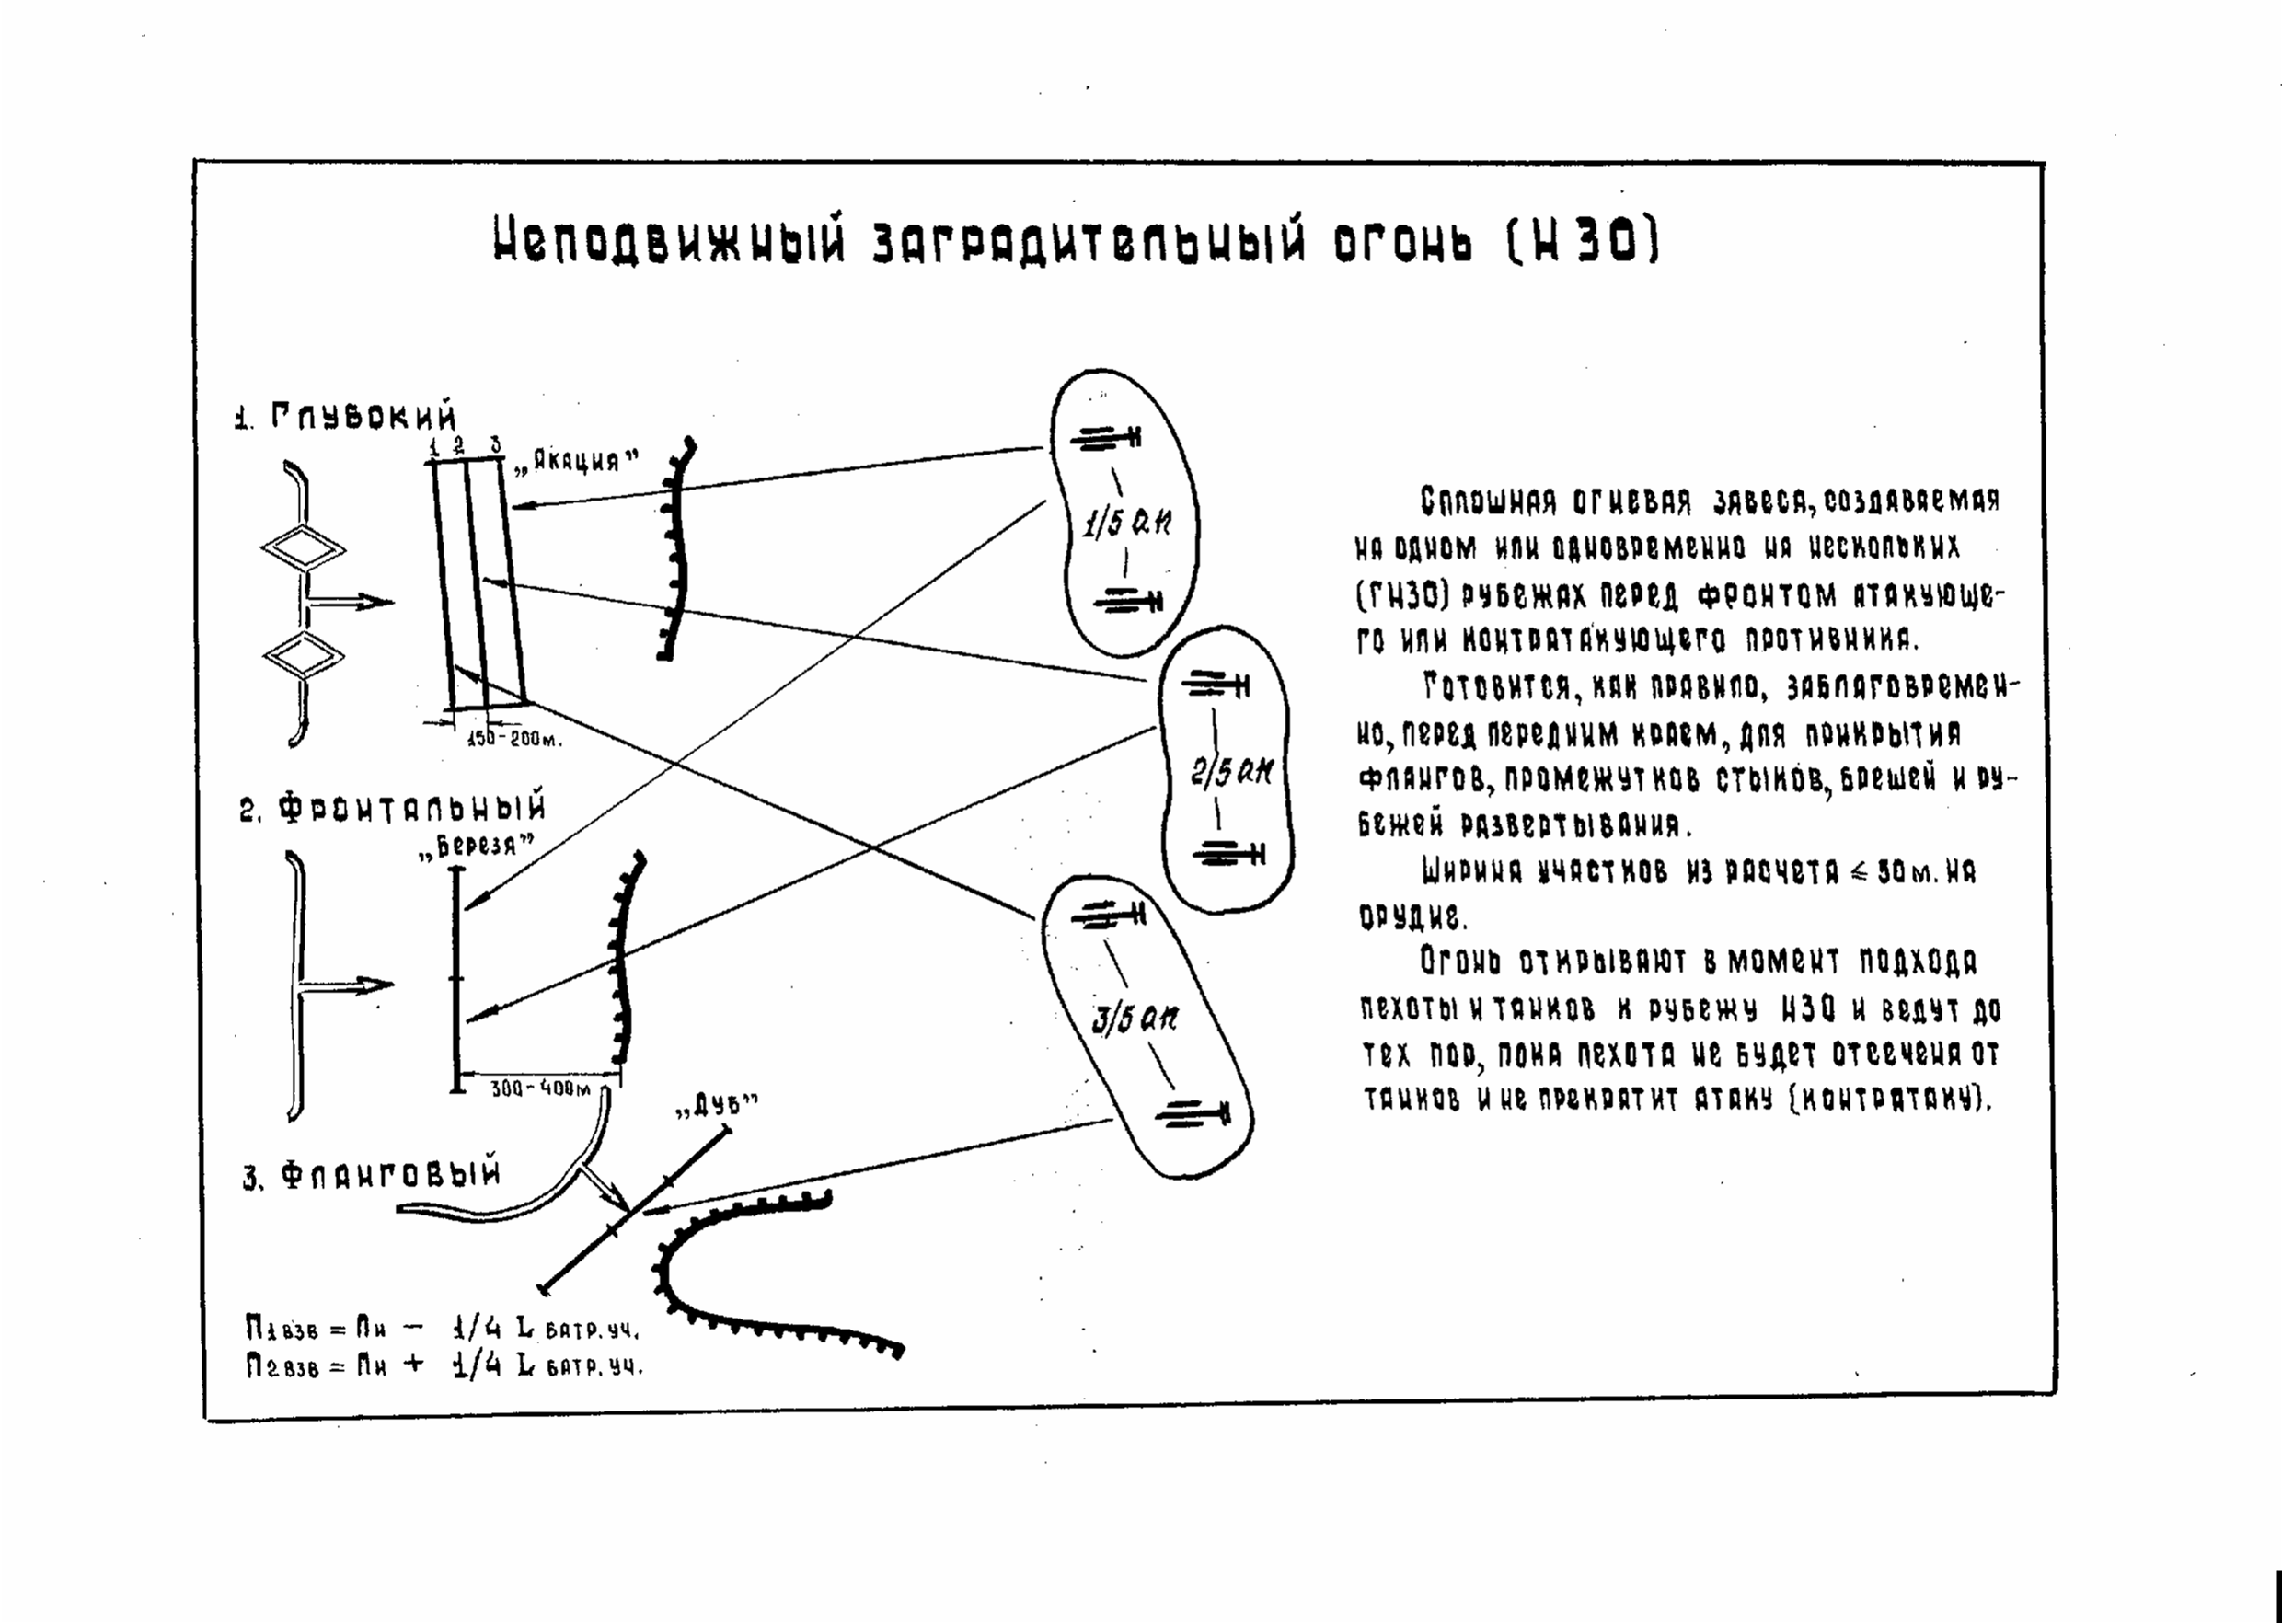 Неподвижный заградительный огонь (НЗО)
1. Глубокий
1 2 3
„Акация”
150-200м.
2. Фронтальный
„Береза”
300-400м
„Дуб”
3. Фланговый
П1взв = Пи - 1/4 L батр.уч.
П2взв = Пи + 1/4 L батр.уч.
1/5 ап
2/5 ап
3/5 ап
Сплошная огневая завеса, создаваемая
на одном или одновременно на нескольких
(ГНЗО) рубежах перед фронтом атакующе-
го или контратакующего противника.
Готовится, как правило, заблаговремен-
но, перед передним краем, для прикрытия
флангов, промежутков стыков, брешей и ру-
бежей развертывания.
Ширина участков из расчета ≤ 50м. на
орудие.
Огонь открывают в момент подхода
пехоты и танков к рубежу НЗО и ведут до
тех пор, пока пехота не будет отсечена от
танков и не прекратит атаку (контратаку).